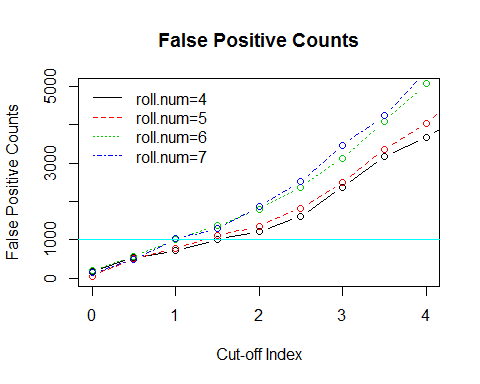 False Positive Counts
roll.num=4
roll.num=5
roll.num=6
roll.num=7
False Positive Counts
5000
3000
1000
0
0 1 2 3 4
Cut-off Index